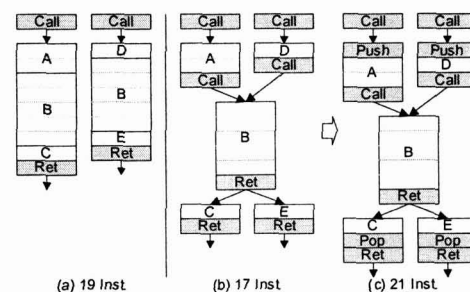 Call Call Call Call Call Call
A D A D Push Push
Call A D
Call Call Call
B B B B
C E Ret Ret
Ret Ret C E C E
Ret Ret Pop Pop
Ret Ret
(a) 19 Inst. (b) 17 Inst. (c) 21 Inst.